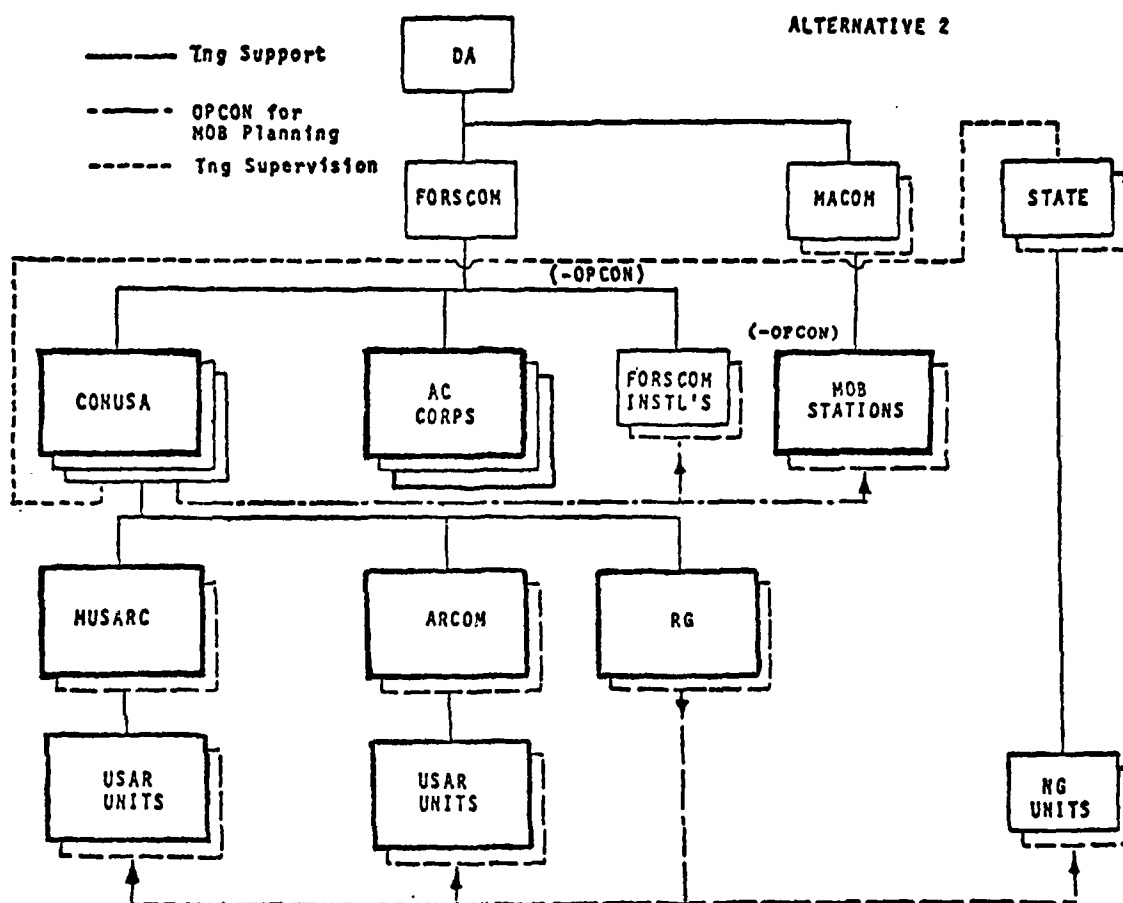 ALTERNATIVE 2
Tng Support
OPCON for
MOB Planning
Tng Supervision
DA
FORSCOM
MACOM
STATE
(-OPCON)
(-OPCON)
CONUSA
AC
CORPS
FORSCOM
INSTL'S
MOB
STATIONS
MUSARC
ARCOM
RG
USAR
UNITS
USAR
UNITS
NG
UNITS